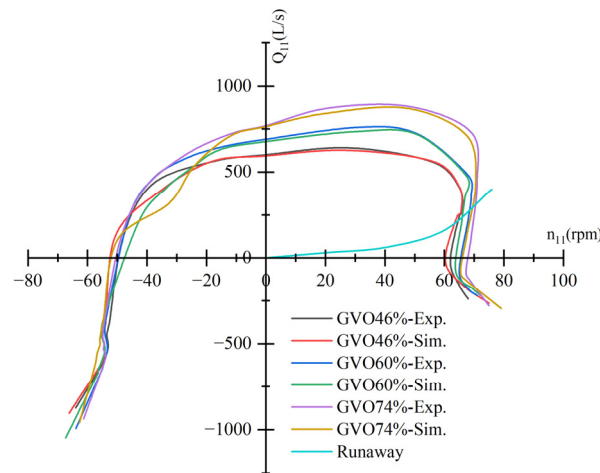 Q11(L/s)
1000
500
0
−500
−1000
−80
−60
−40
−20
0
20
40
60
80
100
n11(rpm)
GVO46%-Exp.
GVO46%-Sim.
GVO60%-Exp.
GVO60%-Sim.
GVO74%-Exp.
GVO74%-Sim.
Runaway